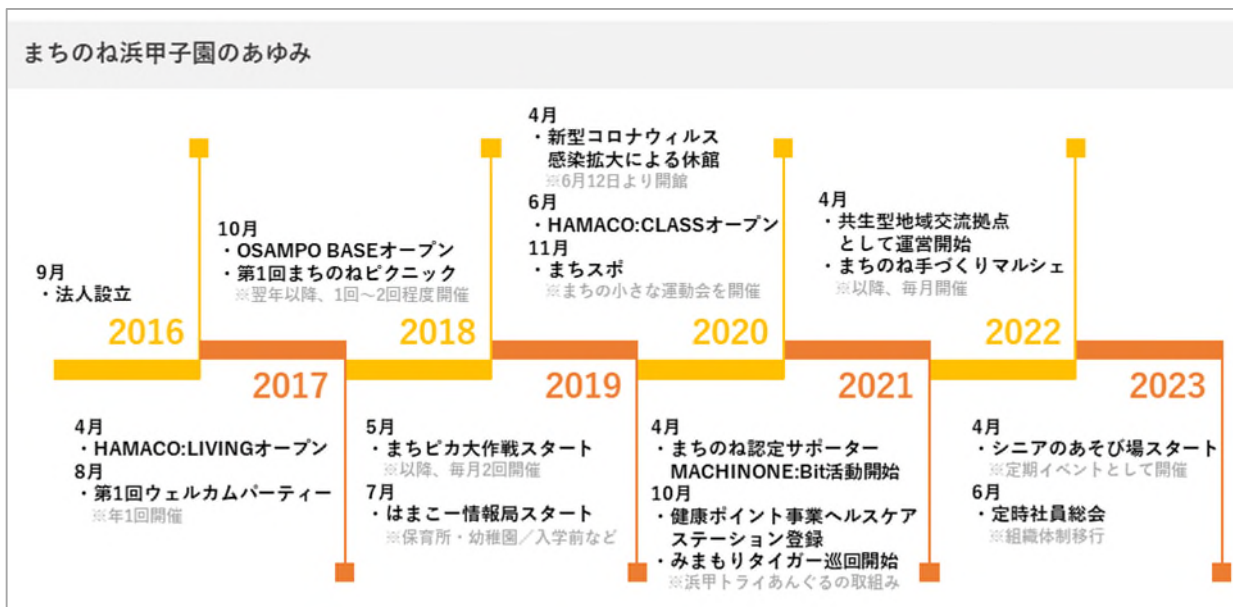 まちのね浜甲子園のあゆみ
9月
・法人設立
2016
4月
・HAMACO:LIVINGオープン
8月
・第1回ウェルカムパーティー
※年1回開催
2017
10月
・OSAMPO BASEオープン
・第1回まちのねピクニック
※翌年以降、1回～2回程度開催
2018
5月
・まちピカ大作戦スタート
※以降、毎月2回開催
7月
・はまこー情報局スタート
※保育所・幼稚園／入学前など
2019
4月
・新型コロナウィルス
感染拡大による休館
※6月12日より開館
6月
・HAMACO:CLASSオープン
11月
・まちスポ
※まちの小さな運動会を開催
2020
4月
・まちのね認定サポーター
MACHINONE:Bit活動開始
10月
・健康ポイント事業ヘルスケア
ステーション登録
・みまもりタイガー巡回開始
※浜甲トライあんぐるの取組み
2021
4月
・共生型地域交流拠点
として運営開始
・まちのね手づくりマルシェ
※以降、毎月開催
2022
4月
・シニアのあそび場スタート
※定期イベントとして開催
6月
・定時社員総会
※組織体制移行
2023